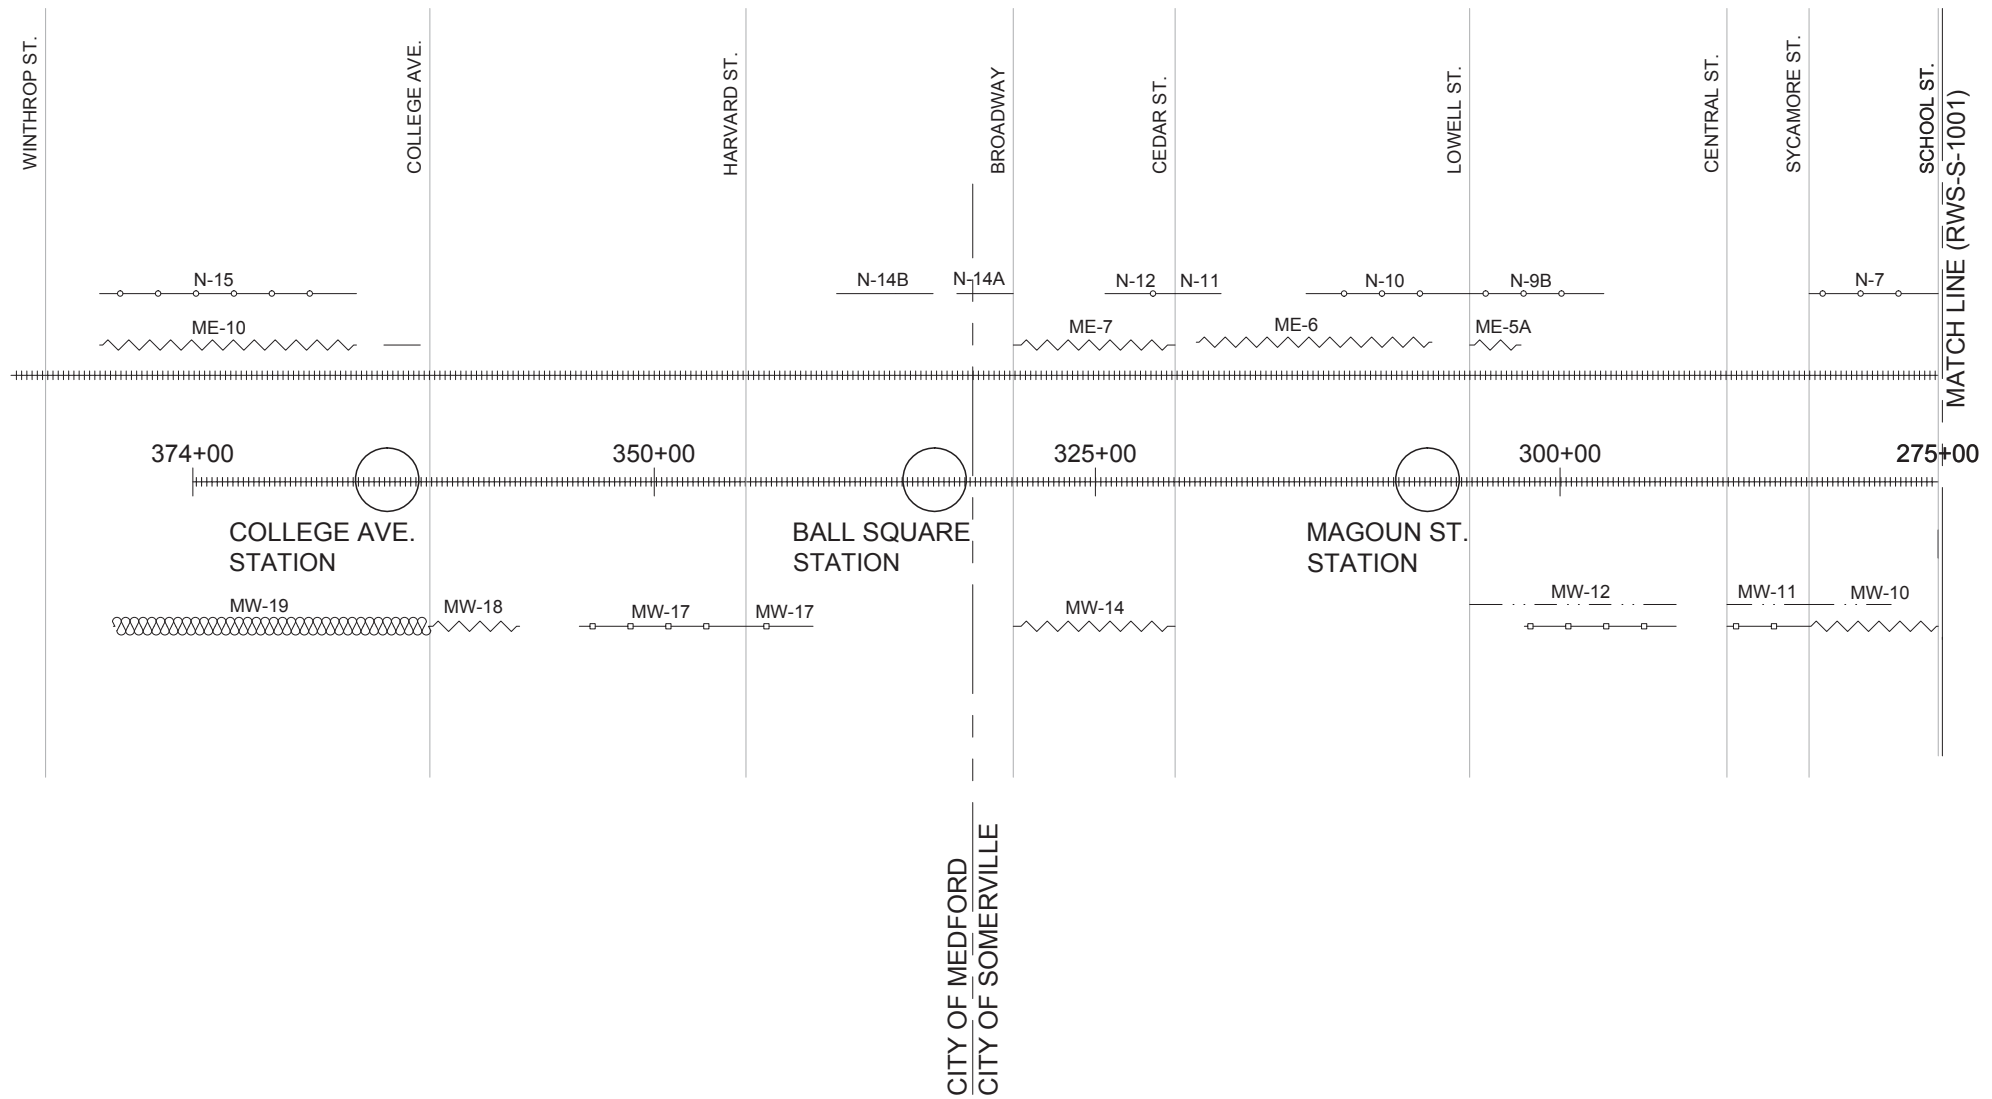 WINTHROP ST.
COLLEGE AVE.
HARVARD ST.
BROADWAY
CEDAR ST.
LOWELL ST.
CENTRAL ST.
SYCAMORE ST.
SCHOOL ST.
MATCH LINE (RWS-S-1001)
N-15
N-14B
N-14A
N-12
N-11
N-10
N-9B
N-7
ME-10
ME-7
ME-6
ME-5A
374+00
350+00
325+00
300+00
275+00
COLLEGE AVE.
STATION
BALL SQUARE
STATION
MAGOUN ST.
STATION
MW-19
MW-18
MW-17
MW-17
MW-14
MW-12
MW-11
MW-10
CITY OF MEDFORD
CITY OF SOMERVILLE